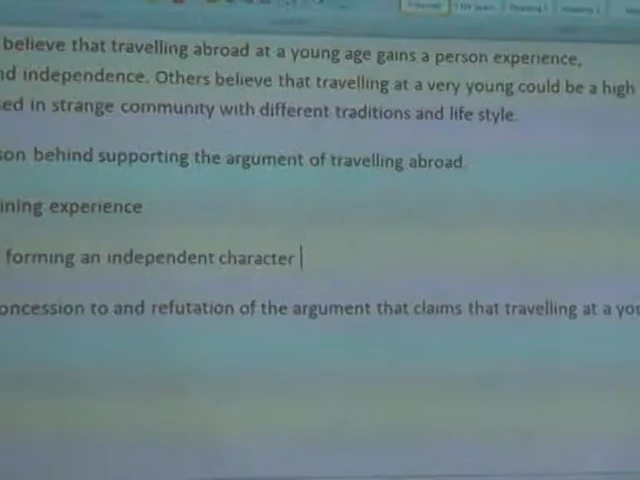 believe that travelling abroad at a young age gains a person experience,
nd independence. Others believe that travelling at a very young could be a high
ed in strange community with different traditions and life style.
son behind supporting the argument of travelling abroad.
ining experience
forming an independent character
oncession to and refutation of the argument that claims that travelling at a you